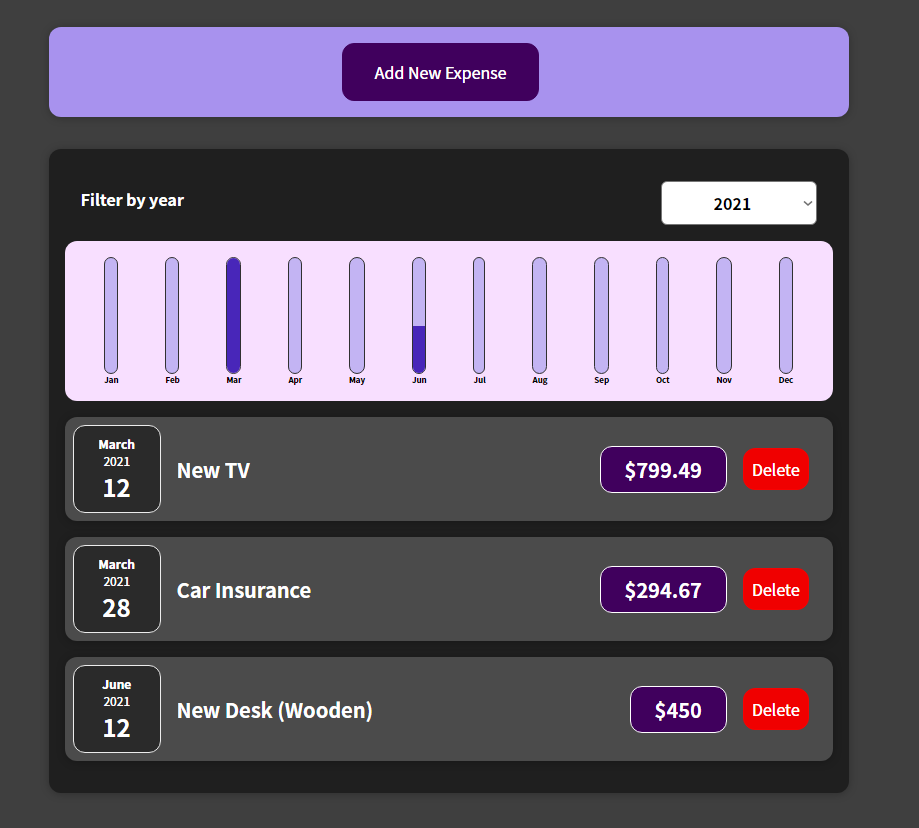 Add New Expense
Filter by year
2021
Jan Feb Mar Apr May Jun Jul Aug Sep Oct Nov Dec
March
2021
12
New TV
$799.49
Delete
March
2021
28
Car Insurance
$294.67
Delete
June
2021
12
New Desk (Wooden)
$450
Delete